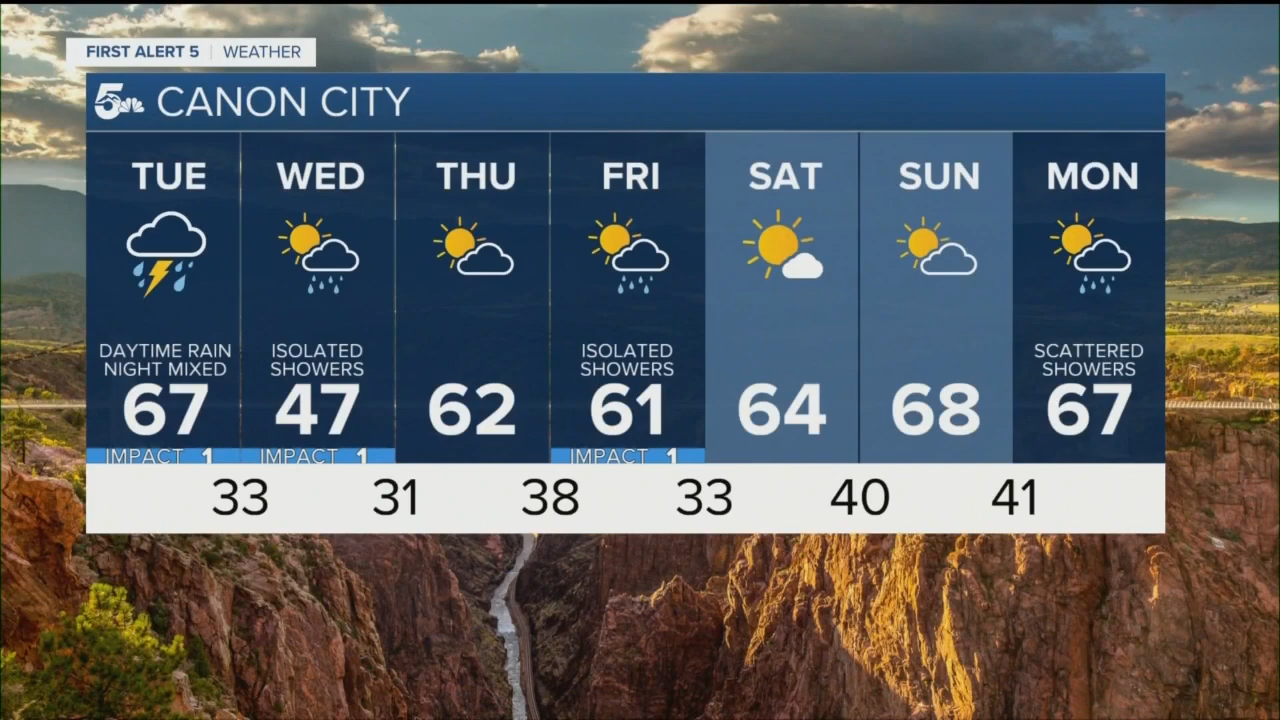 FIRST ALERT 5 | WEATHER
5 CANON CITY
TUE WED THU FRI SAT SUN MON
DAYTIME RAIN ISOLATED ISOLATED SCATTERED
NIGHT MIXED SHOWERS SHOWERS SHOWERS
67 47 62 61 64 68 67
IMPACT 1 IMPACT 1 IMPACT 1
33 31 38 33 40 41